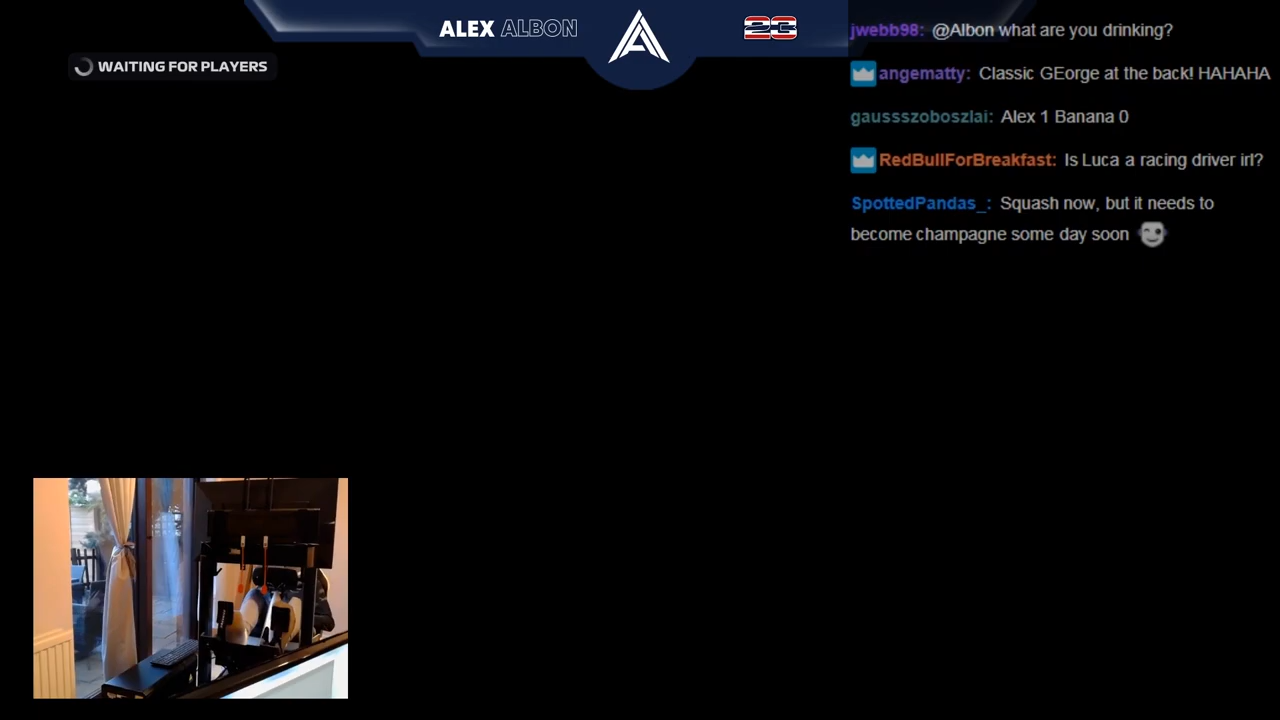 ALEX ALBON
23
WAITING FOR PLAYERS
jwebb98: @Albon what are you drinking?
angematty: Classic GEorge at the back! HAHAHA
gaussszoboszlai: Alex 1 Banana 0
RedBullForBreakfast: Is Luca a racing driver irl?
SpottedPandas_: Squash now, but it needs to
become champagne some day soon